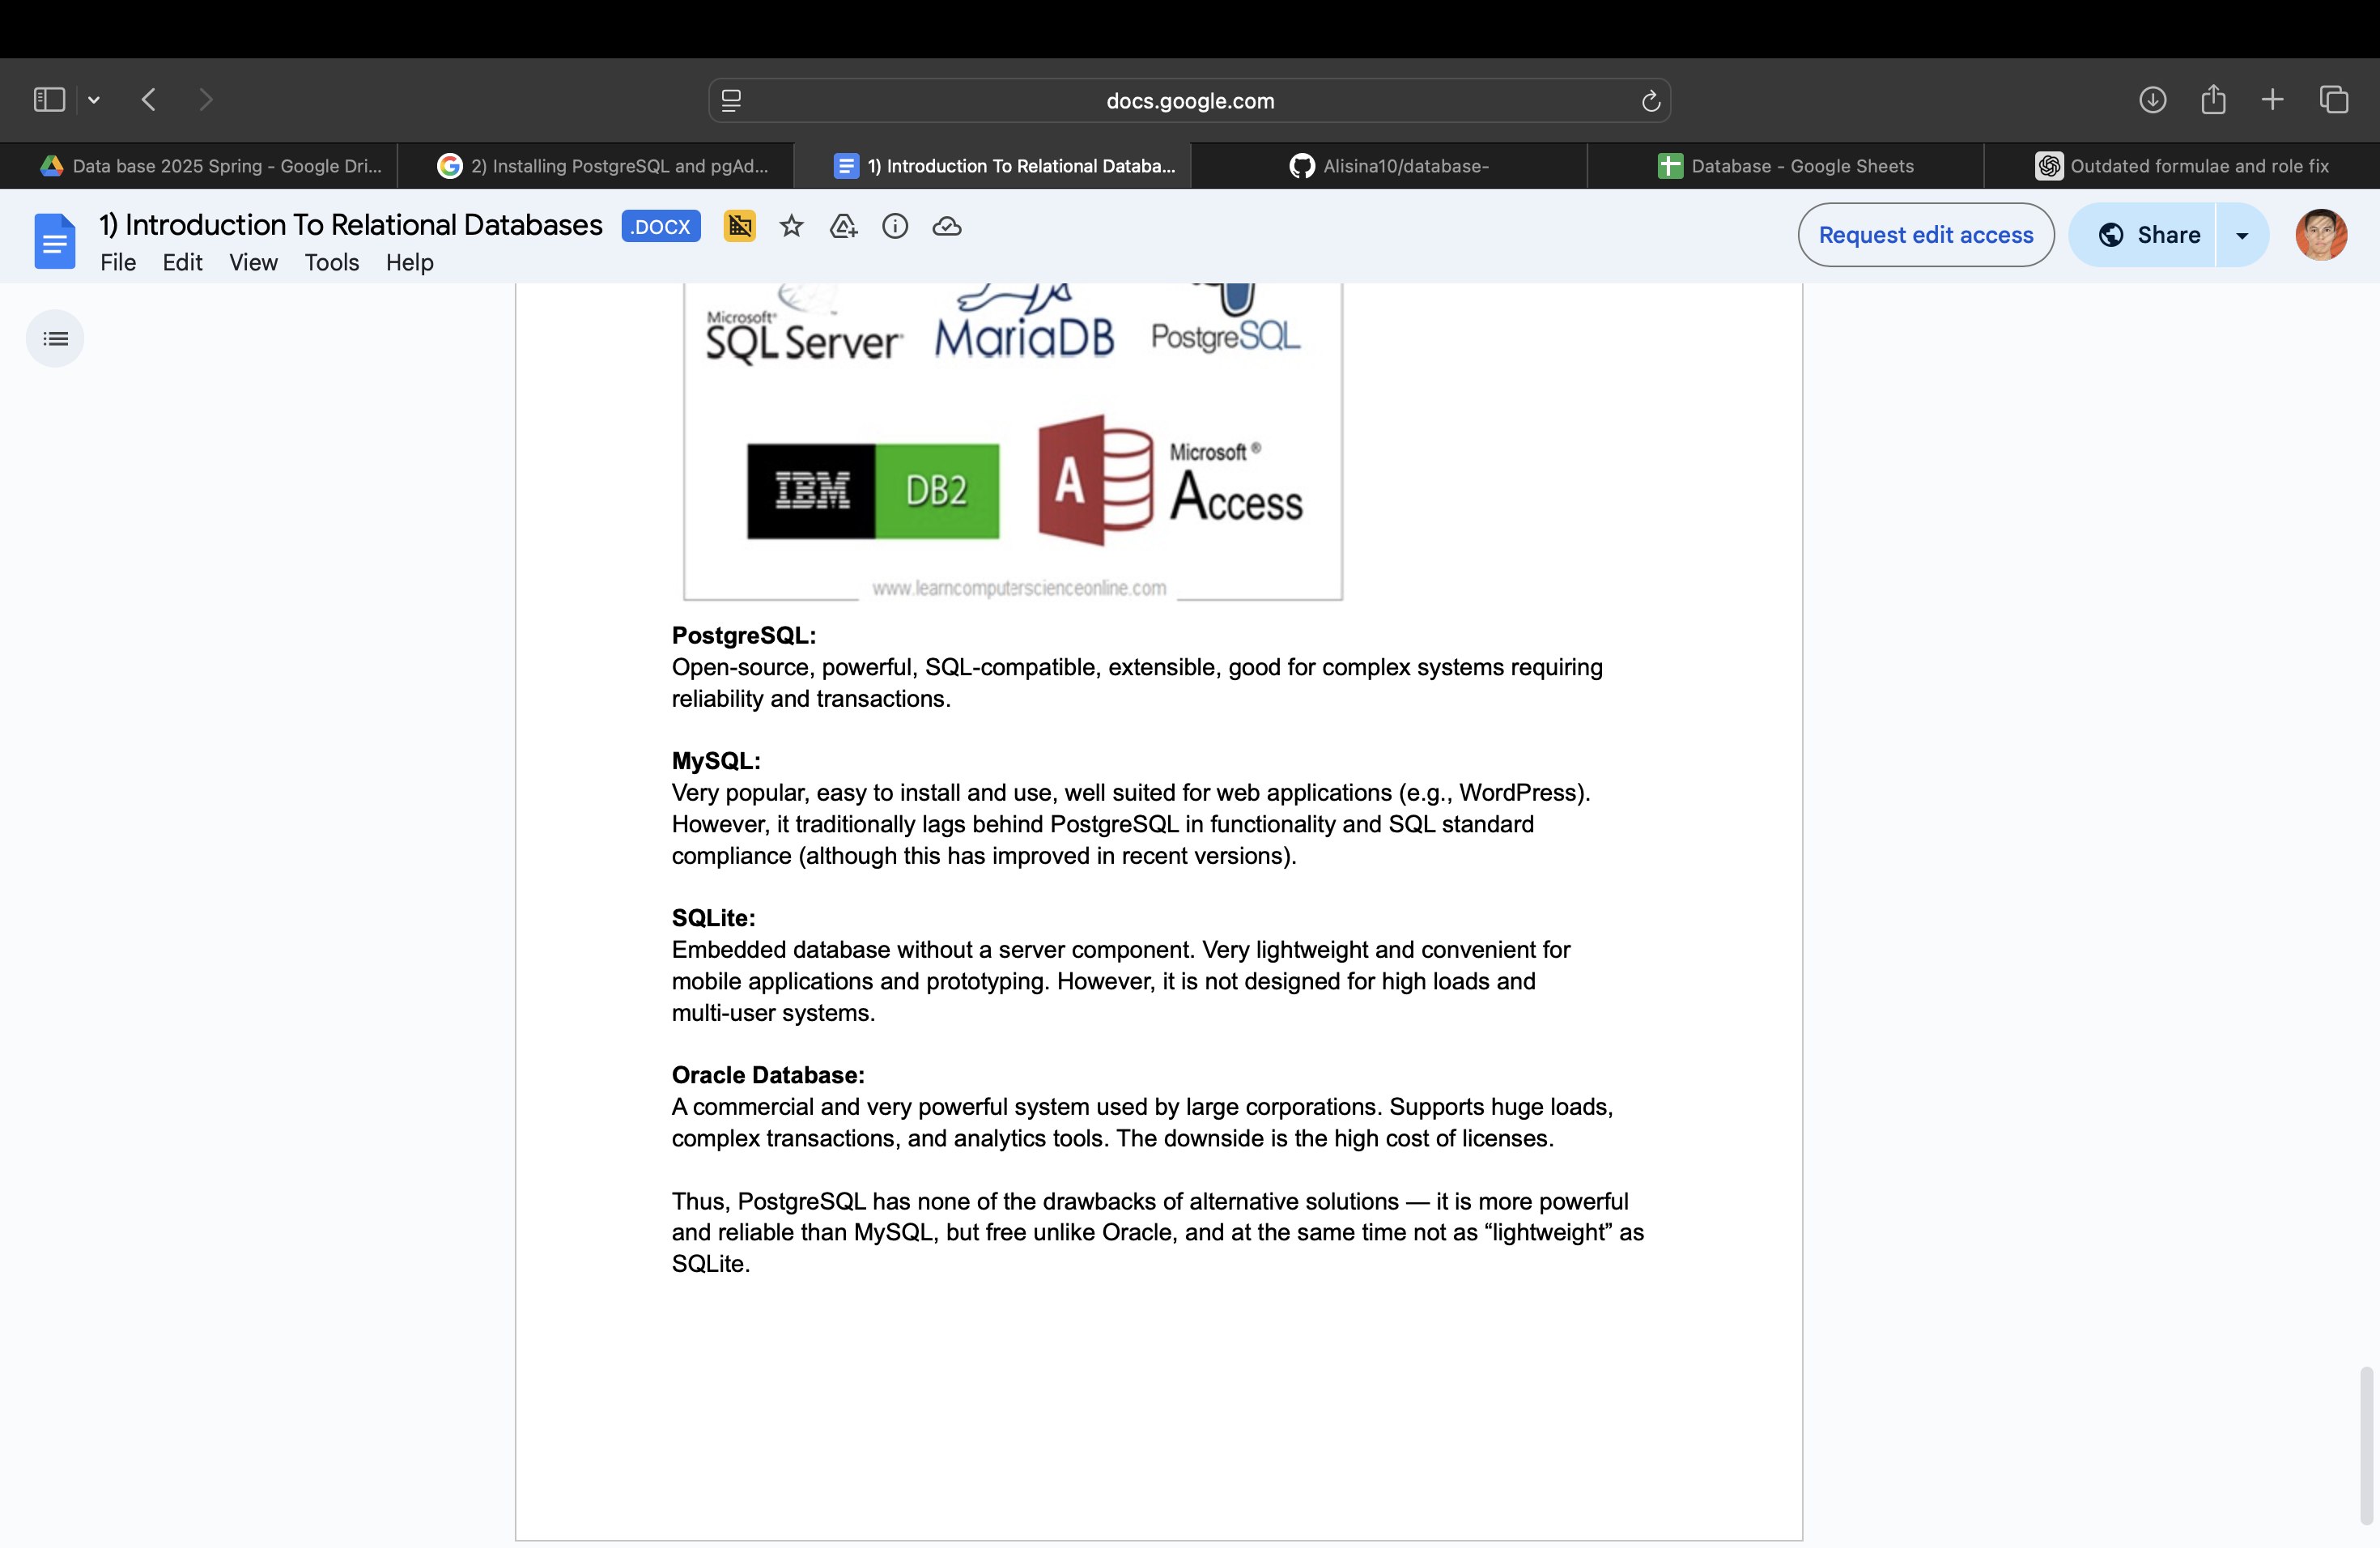 docs.google.com
Data base 2025 Spring - Google Dri...
2) Installing PostgreSQL and pgAd...
1) Introduction To Relational Databa...
Alisina10/database-
Database - Google Sheets
Outdated formulae and role fix
1) Introduction To Relational Databases
.DOCX
File Edit View Tools Help
Request edit access
Share
Microsoft
SQL Server
MariaDB
PostgreSQL
IBM DB2
A
Microsoft®
Access
www.learncomputerscienceonline.com
PostgreSQL:
Open-source, powerful, SQL-compatible, extensible, good for complex systems requiring
reliability and transactions.
MySQL:
Very popular, easy to install and use, well suited for web applications (e.g., WordPress).
However, it traditionally lags behind PostgreSQL in functionality and SQL standard
compliance (although this has improved in recent versions).
SQLite:
Embedded database without a server component. Very lightweight and convenient for
mobile applications and prototyping. However, it is not designed for high loads and
multi-user systems.
Oracle Database:
A commercial and very powerful system used by large corporations. Supports huge loads,
complex transactions, and analytics tools. The downside is the high cost of licenses.
Thus, PostgreSQL has none of the drawbacks of alternative solutions — it is more powerful
and reliable than MySQL, but free unlike Oracle, and at the same time not as “lightweight” as
SQLite.